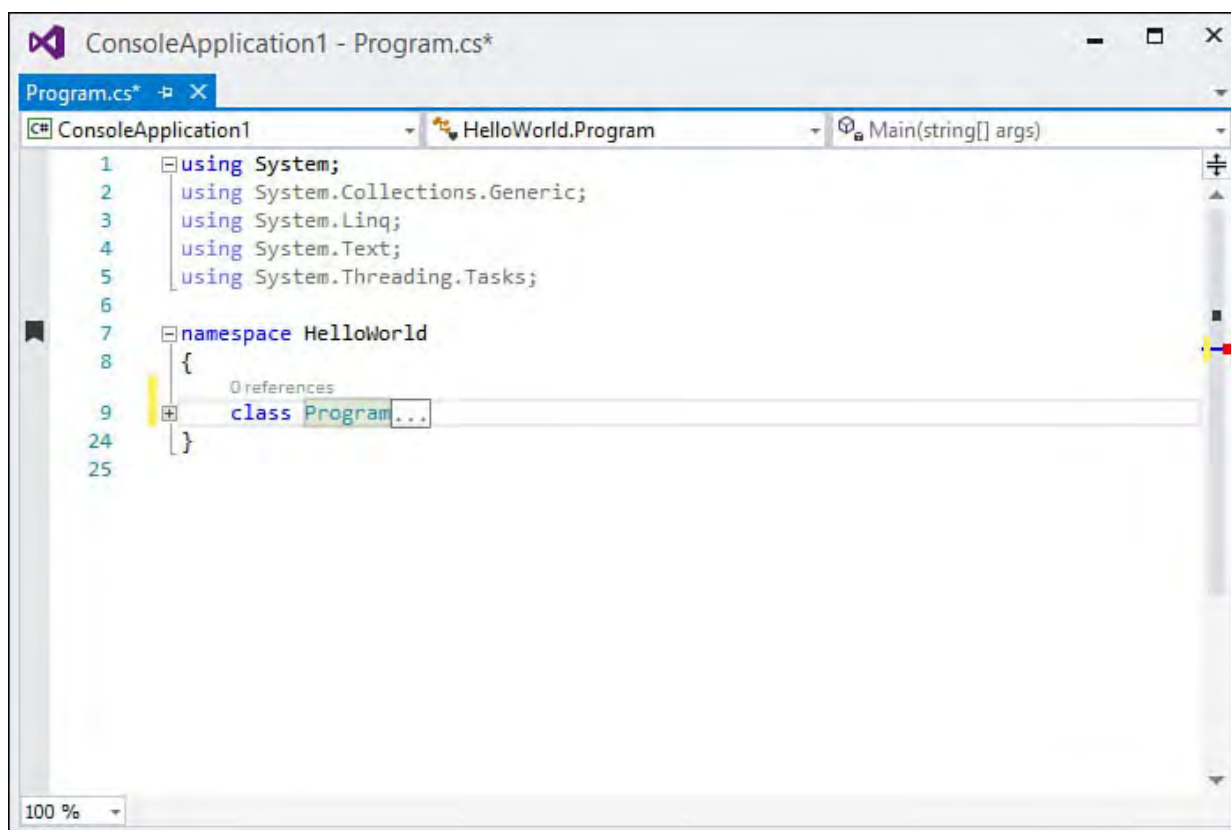 ConsoleApplication1 - Program.cs*
Program.cs*
C# ConsoleApplication1 HelloWorld.Program Main(string[] args)
1 using System;
2 using System.Collections.Generic;
3 using System.Linq;
4 using System.Text;
5 using System.Threading.Tasks;
6
7 namespace HelloWorld
8 {
0 references
9 class Program...
24 }
25
100 %